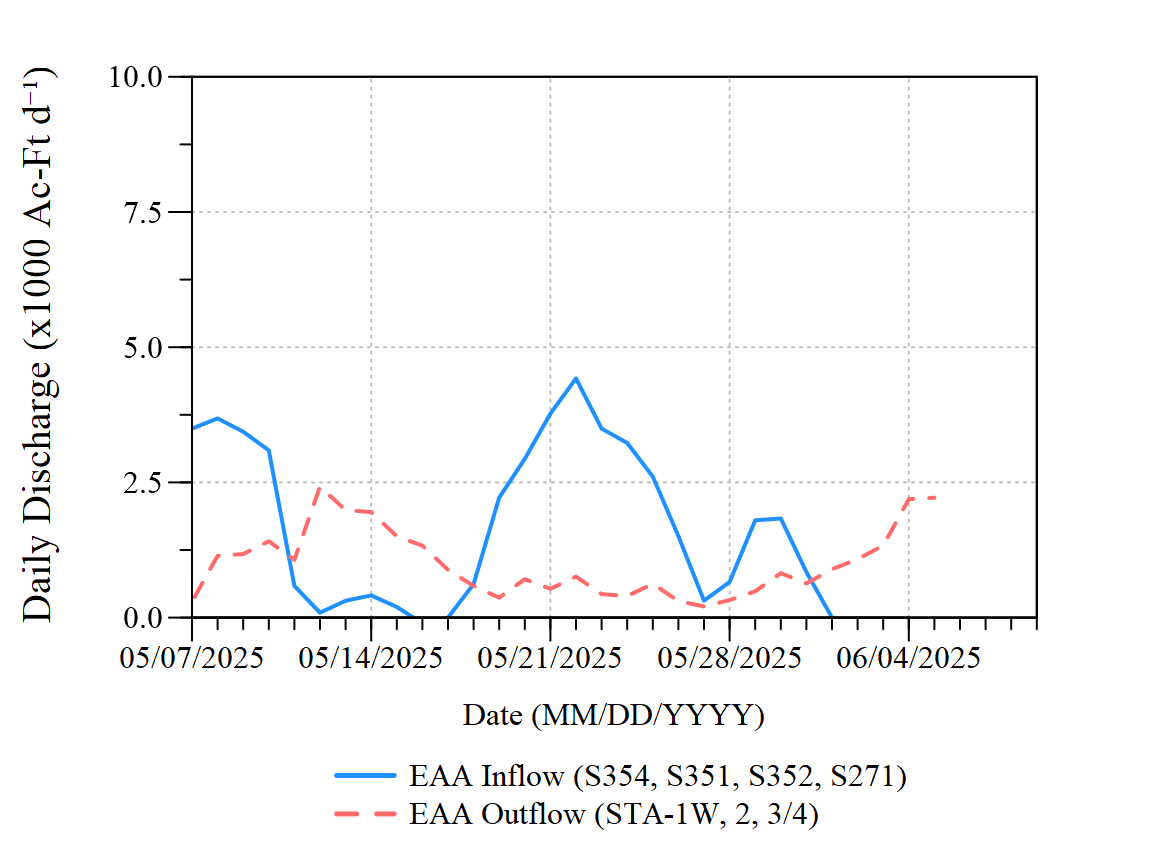 Daily Discharge (x1000 Ac-Ft d⁻¹)
10.0
7.5
5.0
2.5
0.0
05/07/2025 05/14/2025 05/21/2025 05/28/2025 06/04/2025
Date (MM/DD/YYYY)
EAA Inflow (S354, S351, S352, S271)
EAA Outflow (STA-1W, 2, 3/4)